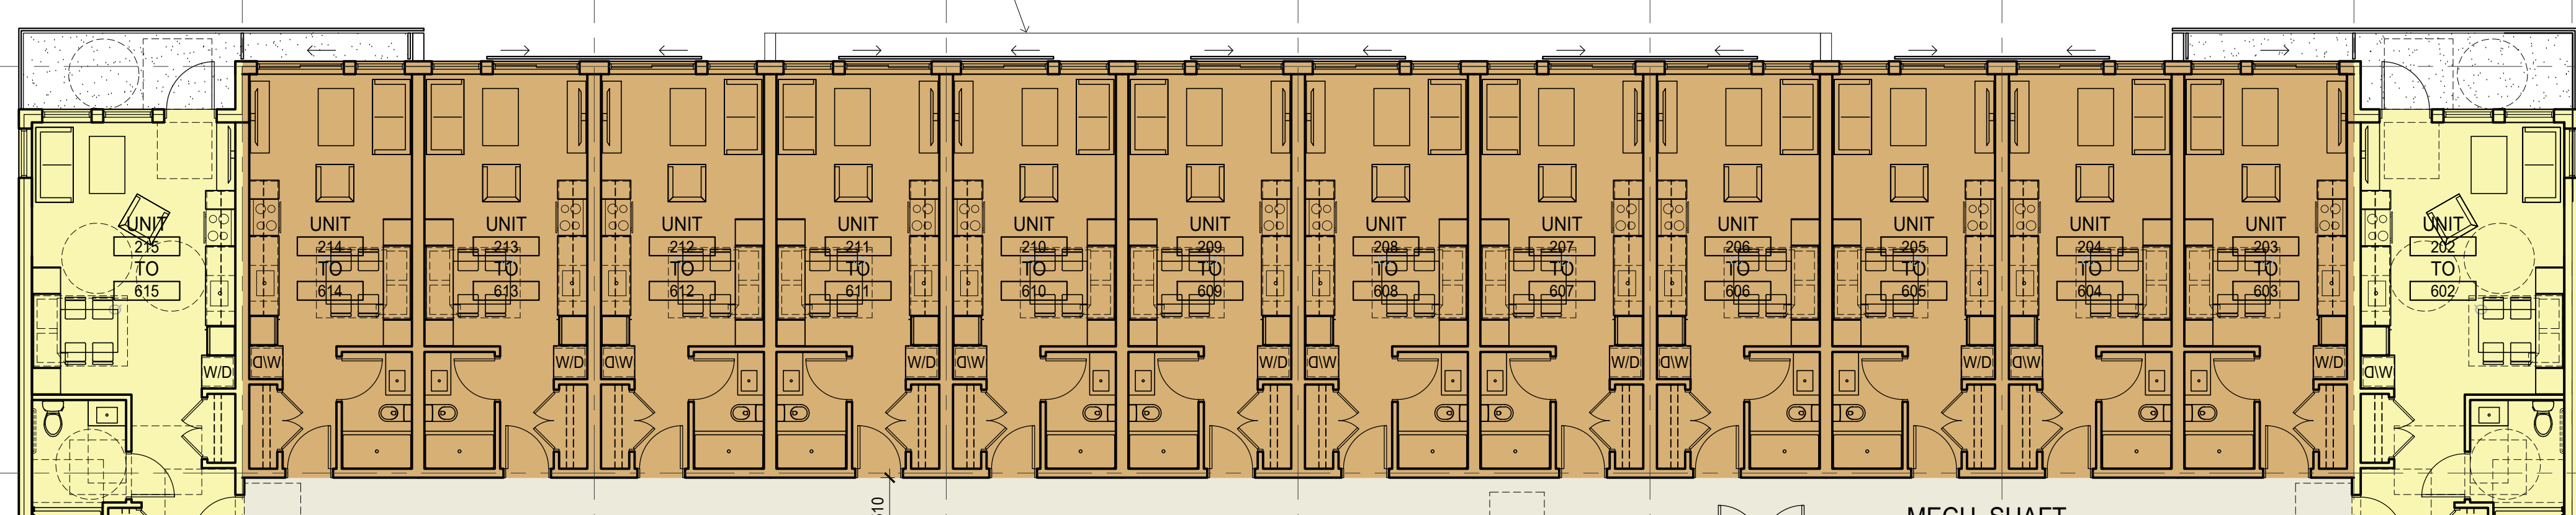 UNIT
215
TO
615
W/D
UNIT
214
TO
614
W/D
UNIT
213
TO
613
W/D
UNIT
212
TO
612
W/D
UNIT
211
TO
611
W/D
UNIT
210
TO
610
W/D
UNIT
209
TO
609
W/D
UNIT
208
TO
608
W/D
UNIT
207
TO
607
W/D
UNIT
206
TO
606
W/D
UNIT
205
TO
605
W/D
UNIT
204
TO
604
W/D
UNIT
203
TO
603
W/D
UNIT
202
TO
602
W/D
MECH. SHAFT